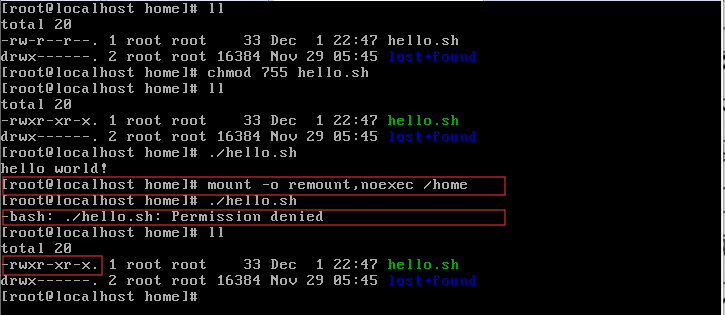 [root@localhost home]# ll
total 20
-rw-r--r--. 1 root root    33 Dec  1 22:47 hello.sh
drwx------. 2 root root 16384 Nov 29 05:45 lost+found
[root@localhost home]# chmod 755 hello.sh
[root@localhost home]# ll
total 20
-rwxr-xr-x. 1 root root    33 Dec  1 22:47 hello.sh
drwx------. 2 root root 16384 Nov 29 05:45 lost+found
[root@localhost home]# ./hello.sh
hello world!
[root@localhost home]# mount -o remount,noexec /home
[root@localhost home]# ./hello.sh
-bash: ./hello.sh: Permission denied
[root@localhost home]# ll
total 20
-rwxr-xr-x. 1 root root    33 Dec  1 22:47 hello.sh
drwx------. 2 root root 16384 Nov 29 05:45 lost+found
[root@localhost home]#